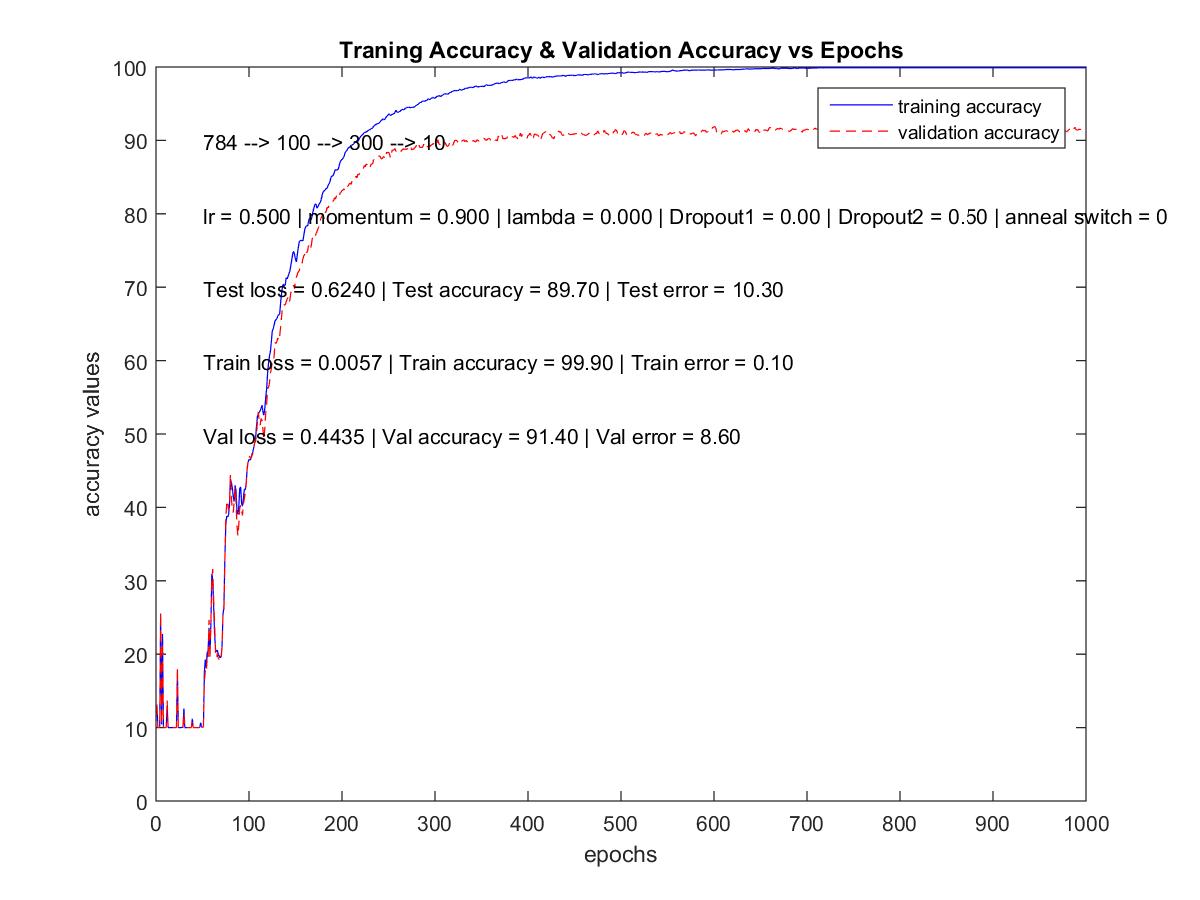 Traning Accuracy & Validation Accuracy vs Epochs
100
90
80
70
60
50
40
30
20
10
0
accuracy values
training accuracy
validation accuracy
784 --> 100 --> 300 --> 10
lr = 0.500 | momentum = 0.900 | lambda = 0.000 | Dropout1 = 0.00 | Dropout2 = 0.50 | anneal switch = 0
Test loss = 0.6240 | Test accuracy = 89.70 | Test error = 10.30
Train loss = 0.0057 | Train accuracy = 99.90 | Train error = 0.10
Val loss = 0.4435 | Val accuracy = 91.40 | Val error = 8.60
0 100 200 300 400 500 600 700 800 900 1000
epochs